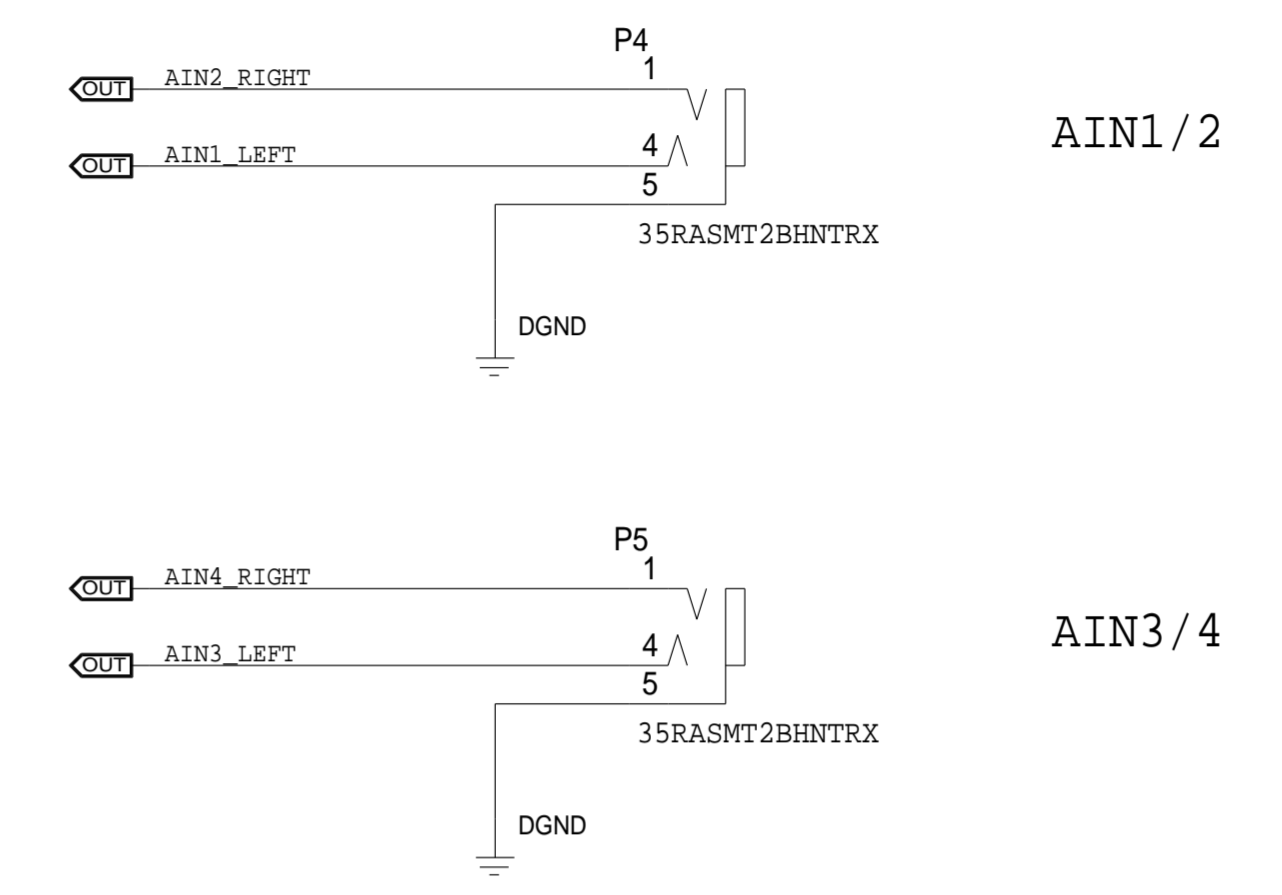 P4
1
OUT AIN2_RIGHT
AIN1/2
4
OUT AIN1_LEFT
5
35RASMT2BHNTRX
DGND
P5
1
OUT AIN4_RIGHT
AIN3/4
4
OUT AIN3_LEFT
5
35RASMT2BHNTRX
DGND